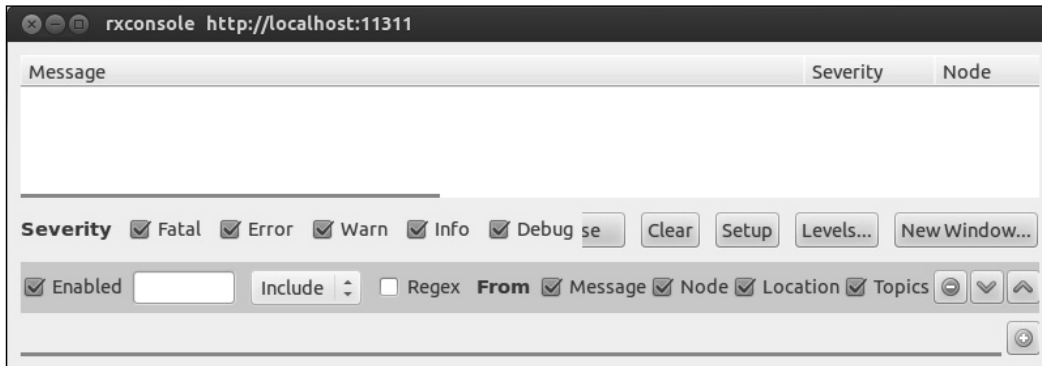 rxconsole http://localhost:11311
Message Severity Node
Severity Fatal Error Warn Info Debug se Clear Setup Levels... New Window...
Enabled Include Regex From Message Node Location Topics